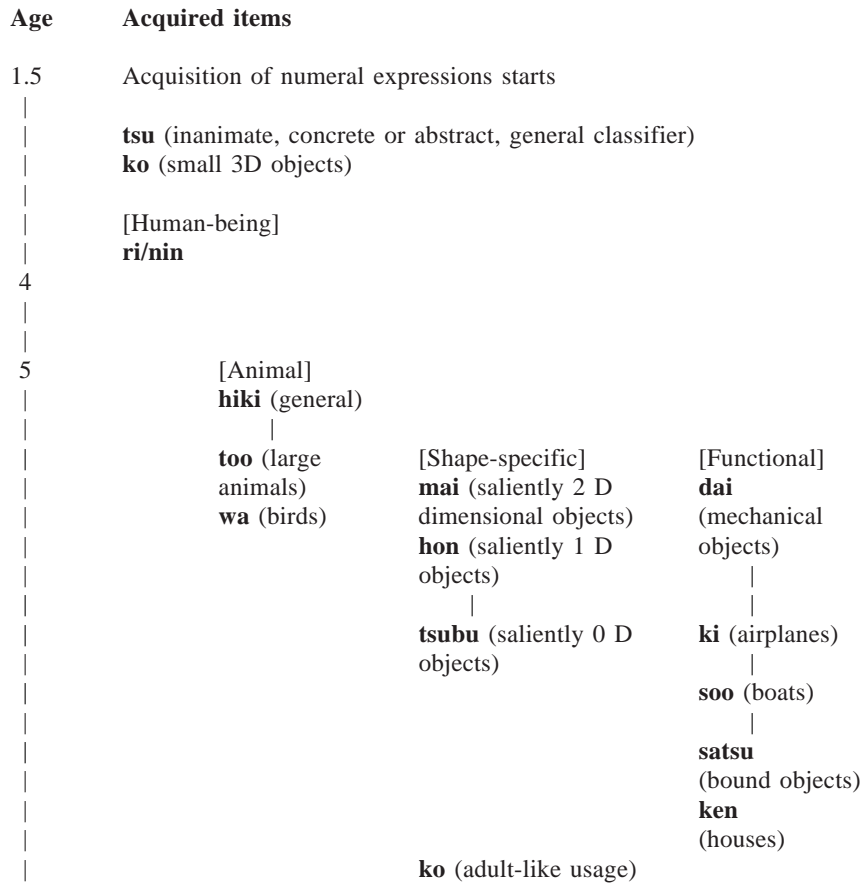 Age Acquired items
1.5 Acquisition of numeral expressions starts
tsu (inanimate, concrete or abstract, general classifier)
ko (small 3D objects)
[Human-being]
ri/nin
4
5 [Animal]
hiki (general)
too (large [Shape-specific] [Functional]
animals) mai (saliently 2 D dai
wa (birds) dimensional objects) (mechanical
hon (saliently 1 D objects)
objects)
tsubu (saliently 0 D ki (airplanes)
objects)
soo (boats)
satsu
(bound objects)
ken
(houses)
ko (adult-like usage)